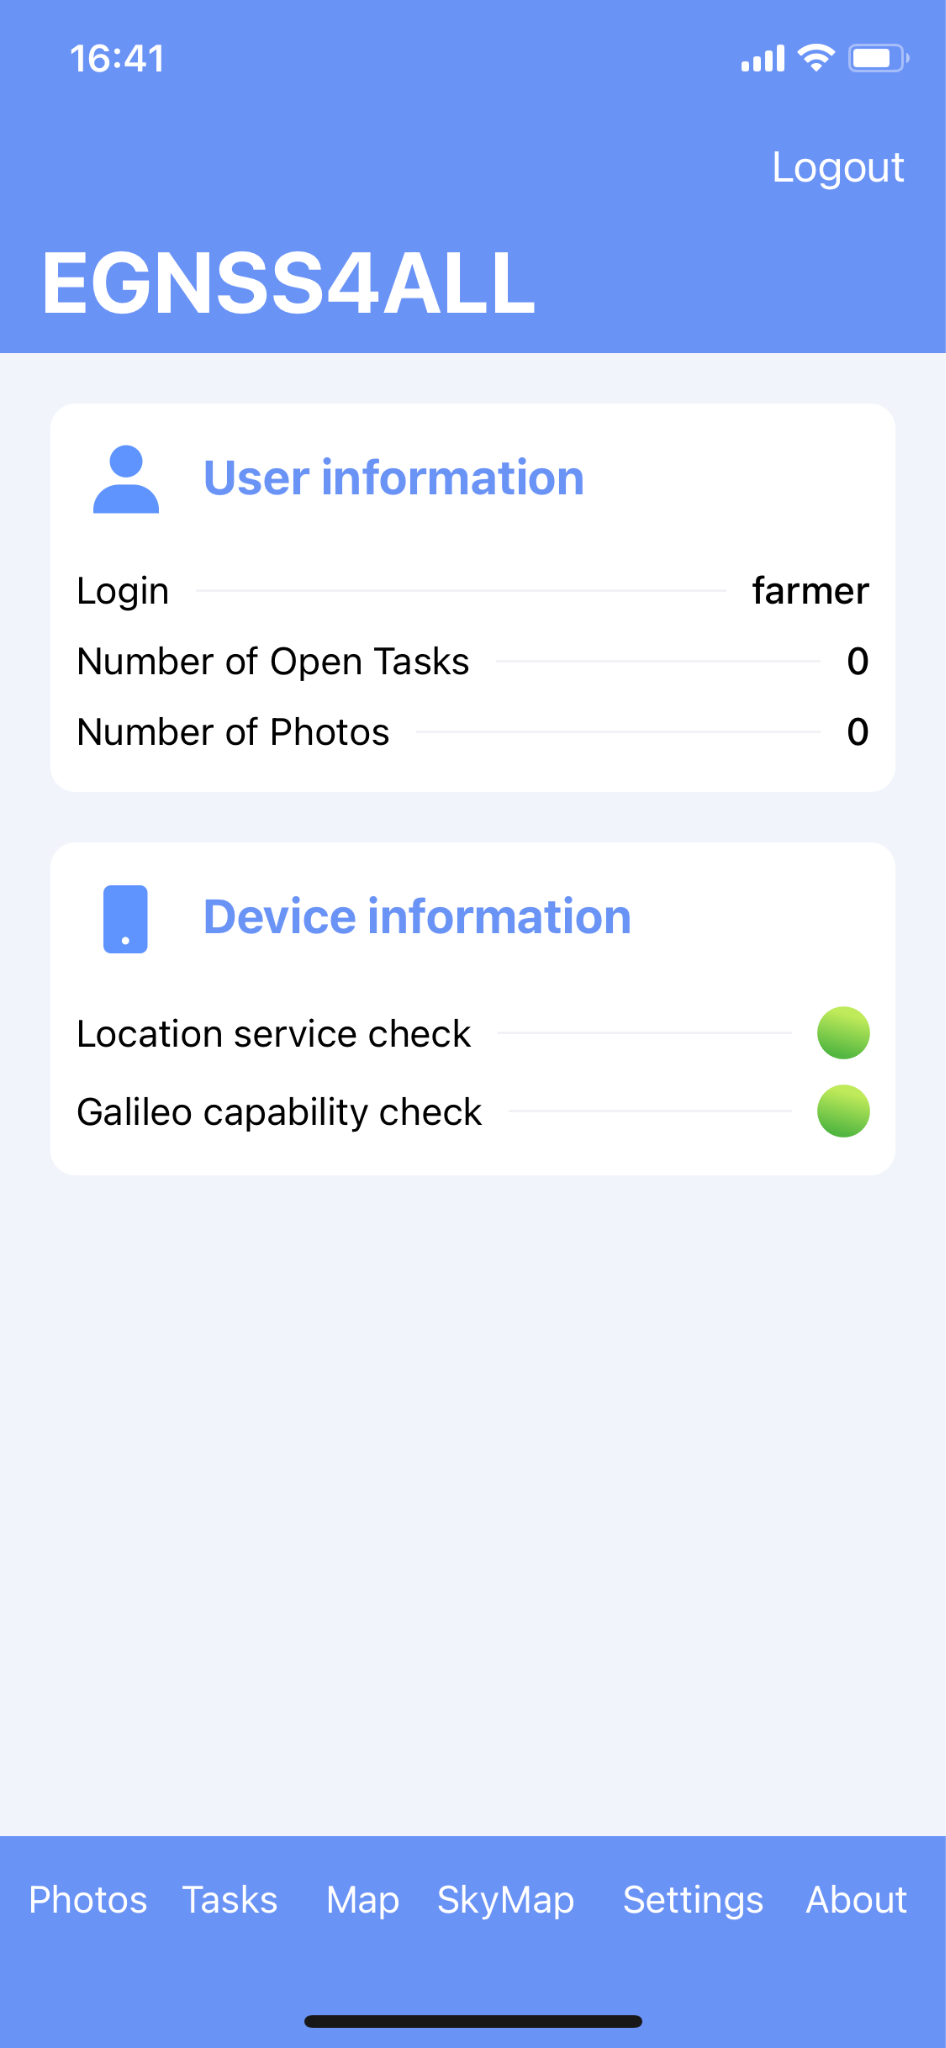 16:41
Logout
EGNSS4ALL
User information
Login farmer
Number of Open Tasks 0
Number of Photos 0
Device information
Location service check
Galileo capability check
Photos Tasks Map SkyMap Settings About